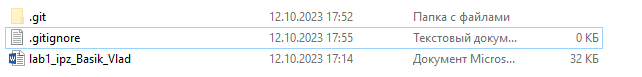 .git 12.10.2023 17:52 Папка с файлами
.gitignore 12.10.2023 17:55 Текстовый докум... 0 КБ
lab1_ipz_Basik_Vlad 12.10.2023 17:14 Документ Micros... 32 КБ